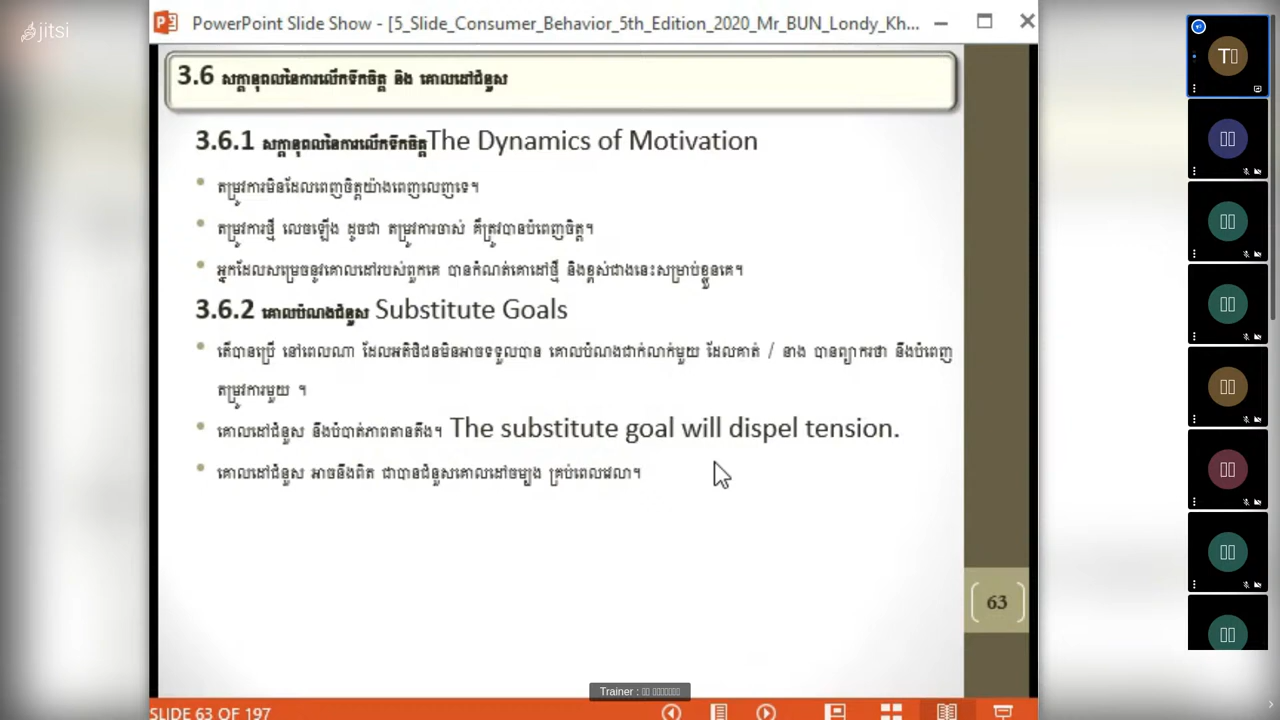 jitsi
PowerPoint Slide Show - [5_Slide_Consumer_Behavior_5th_Edition_2020_Mr_BUN_Londy_Kh...
3.6 សក្តានុពលនៃការលើកទឹកចិត្ត និង គោលដៅជំនួស
3.6.1 សក្តានុពលនៃការលើកទឹកចិត្តThe Dynamics of Motivation
• តម្រូវការមិនដែលពេញចិត្តយ៉ាងពេញលេញទេ។
• តម្រូវការថ្មី លេចឡើង ដូចជា តម្រូវការចាស់ គឺត្រូវបានបំពេញចិត្ត។
• អ្នកដែលសម្រេចនូវគោលដៅរបស់ពួកគេ បានកំណត់គោដៅថ្មី និងខ្ពស់ជាងនេះសម្រាប់ខ្លួនគេ។
3.6.2 គោលបំណងជំនួស Substitute Goals
• តើបានប្រើ នៅពេលណា ដែលអតិថិជនមិនអាចទទួលបាន គោលបំណងជាក់លាក់មួយ ដែលគាត់ / នាង បានព្យាករថា នឹងបំពេញ
តម្រូវការមួយ ។
• គោលដៅជំនួស នឹងបំបាត់ភាពតានតឹង។ The substitute goal will dispel tension.
• គោលដៅជំនួស អាចនឹងពិត ជាបានជំនួសគោលដៅចម្បង គ្រប់ពេលវេលា។
63
Trainer :
SLIDE 63 OF 197